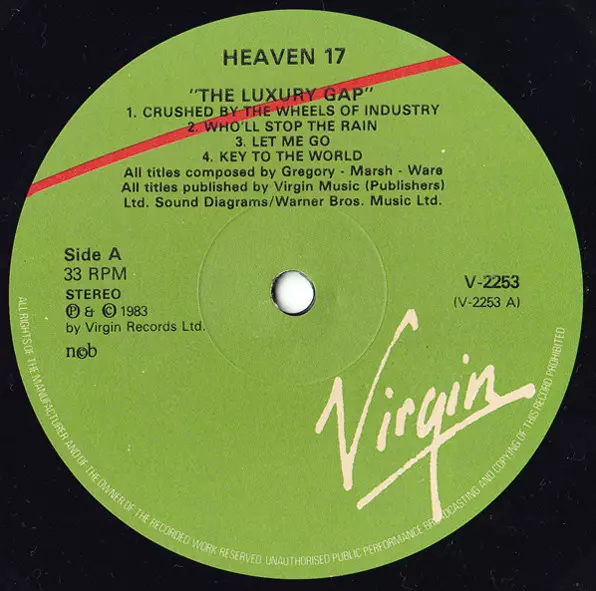 HEAVEN 17
"THE LUXURY GAP"
1. CRUSHED BY THE WHEELS OF INDUSTRY
2. WHO'LL STOP THE RAIN
3. LET ME GO
4. KEY TO THE WORLD
All titles composed by Gregory - Marsh - Ware
All titles published by Virgin Music (Publishers)
Ltd. Sound Diagrams/Warner Bros. Music Ltd.
Side A
33 RPM
STEREO
Ⓟ & © 1983
by Virgin Records Ltd.
n©b
V-2253
(V-2253 A)
Virgin
ALL RIGHTS OF THE MANUFACTURER AND OF THE OWNER OF THE RECORDED WORK RESERVED. UNAUTHORISED PUBLIC PERFORMANCE BROADCASTING AND COPYING OF THIS RECORD PROHIBITED